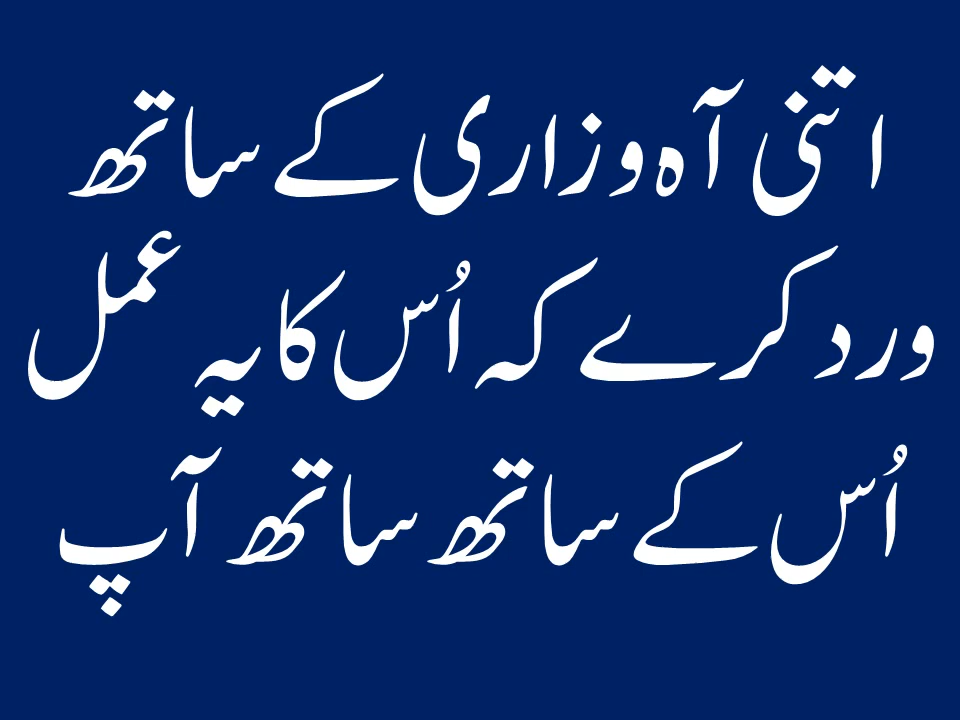 اتنی آہ وزاری کے ساتھ
ورد کرے کہ اُس کا یہ عمل
اُس کے ساتھ ساتھ آپ